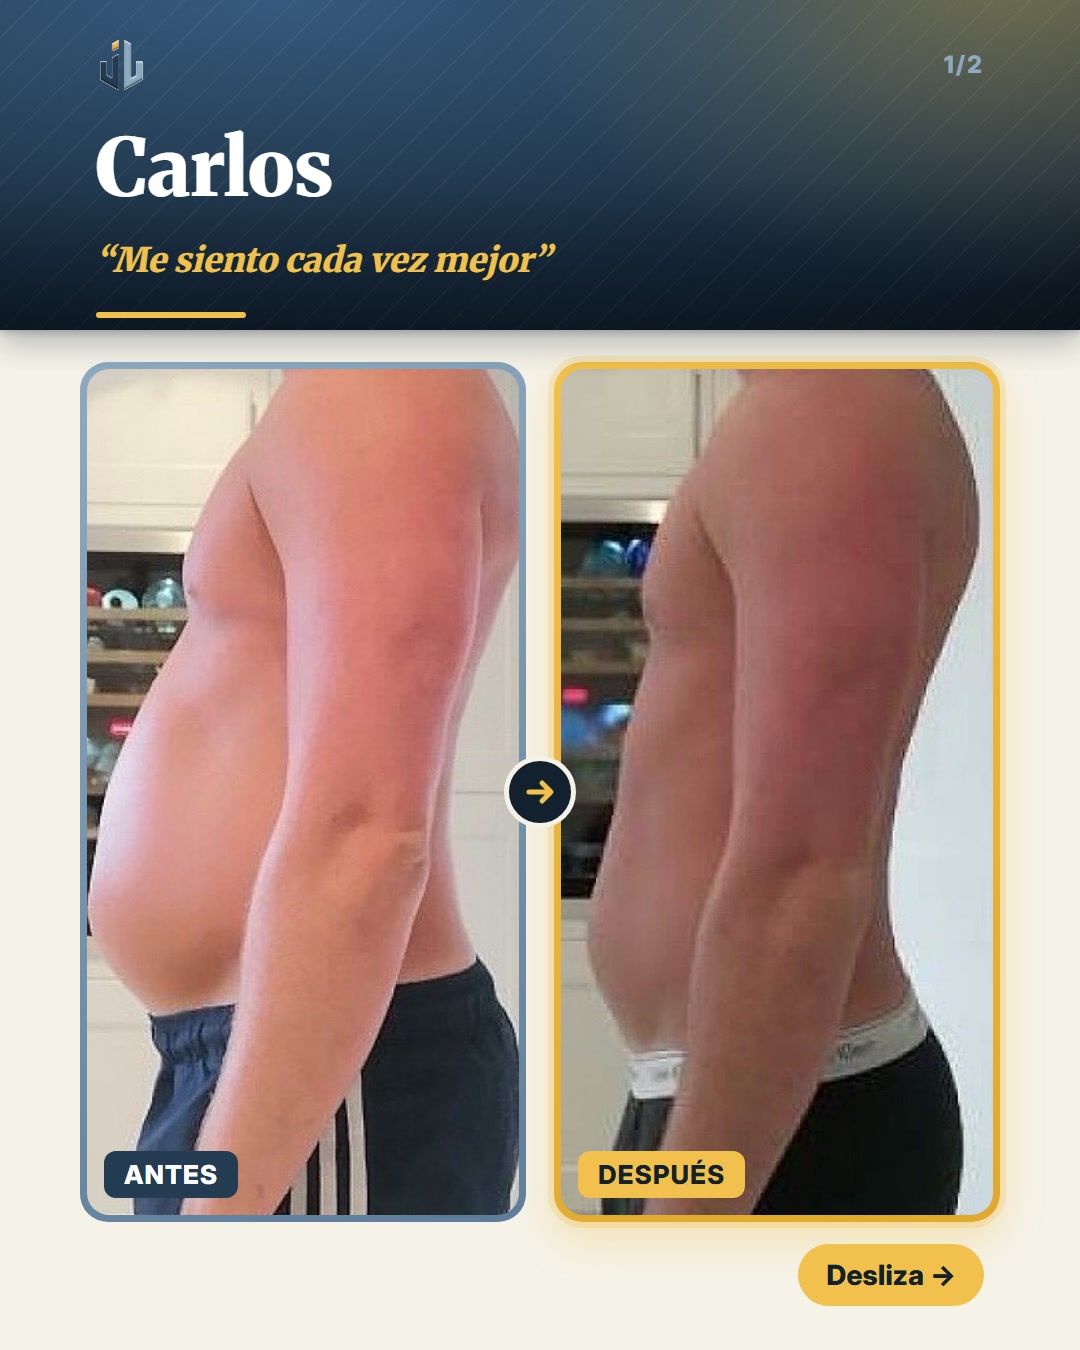 1/2
Carlos
“Me siento cada vez mejor”
ANTES
DESPUÉS
Desliza →